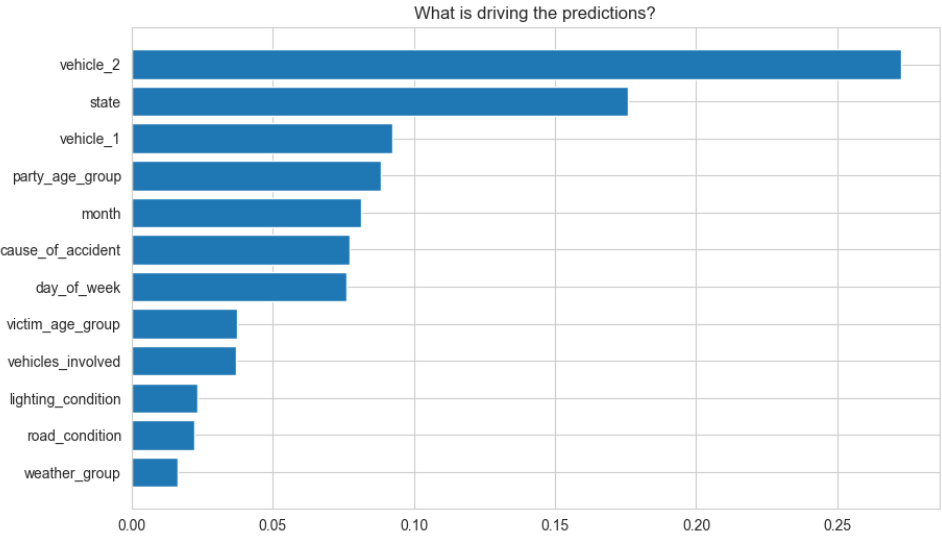 What is driving the predictions?
vehicle_2
state
vehicle_1
party_age_group
month
cause_of_accident
day_of_week
victim_age_group
vehicles_involved
lighting_condition
road_condition
weather_group
0.00 0.05 0.10 0.15 0.20 0.25